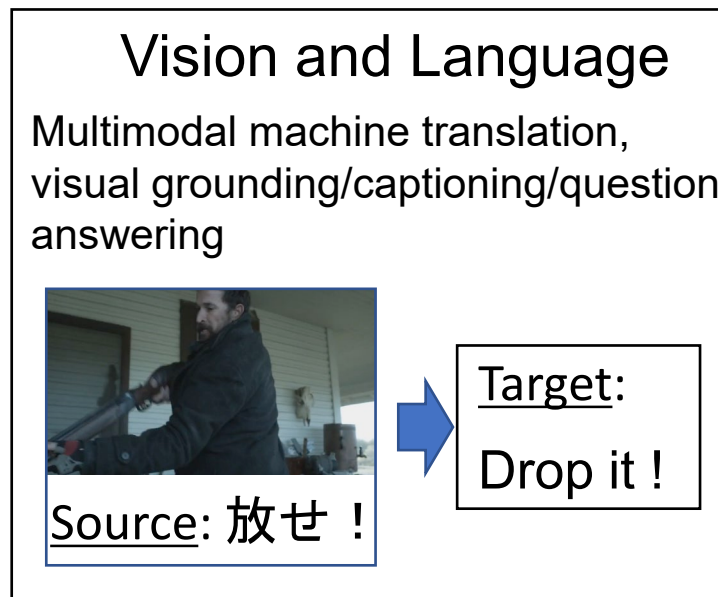 Vision and Language
Multimodal machine translation,
visual grounding/captioning/question
answering
Source: 放せ！
Target:
Drop it !